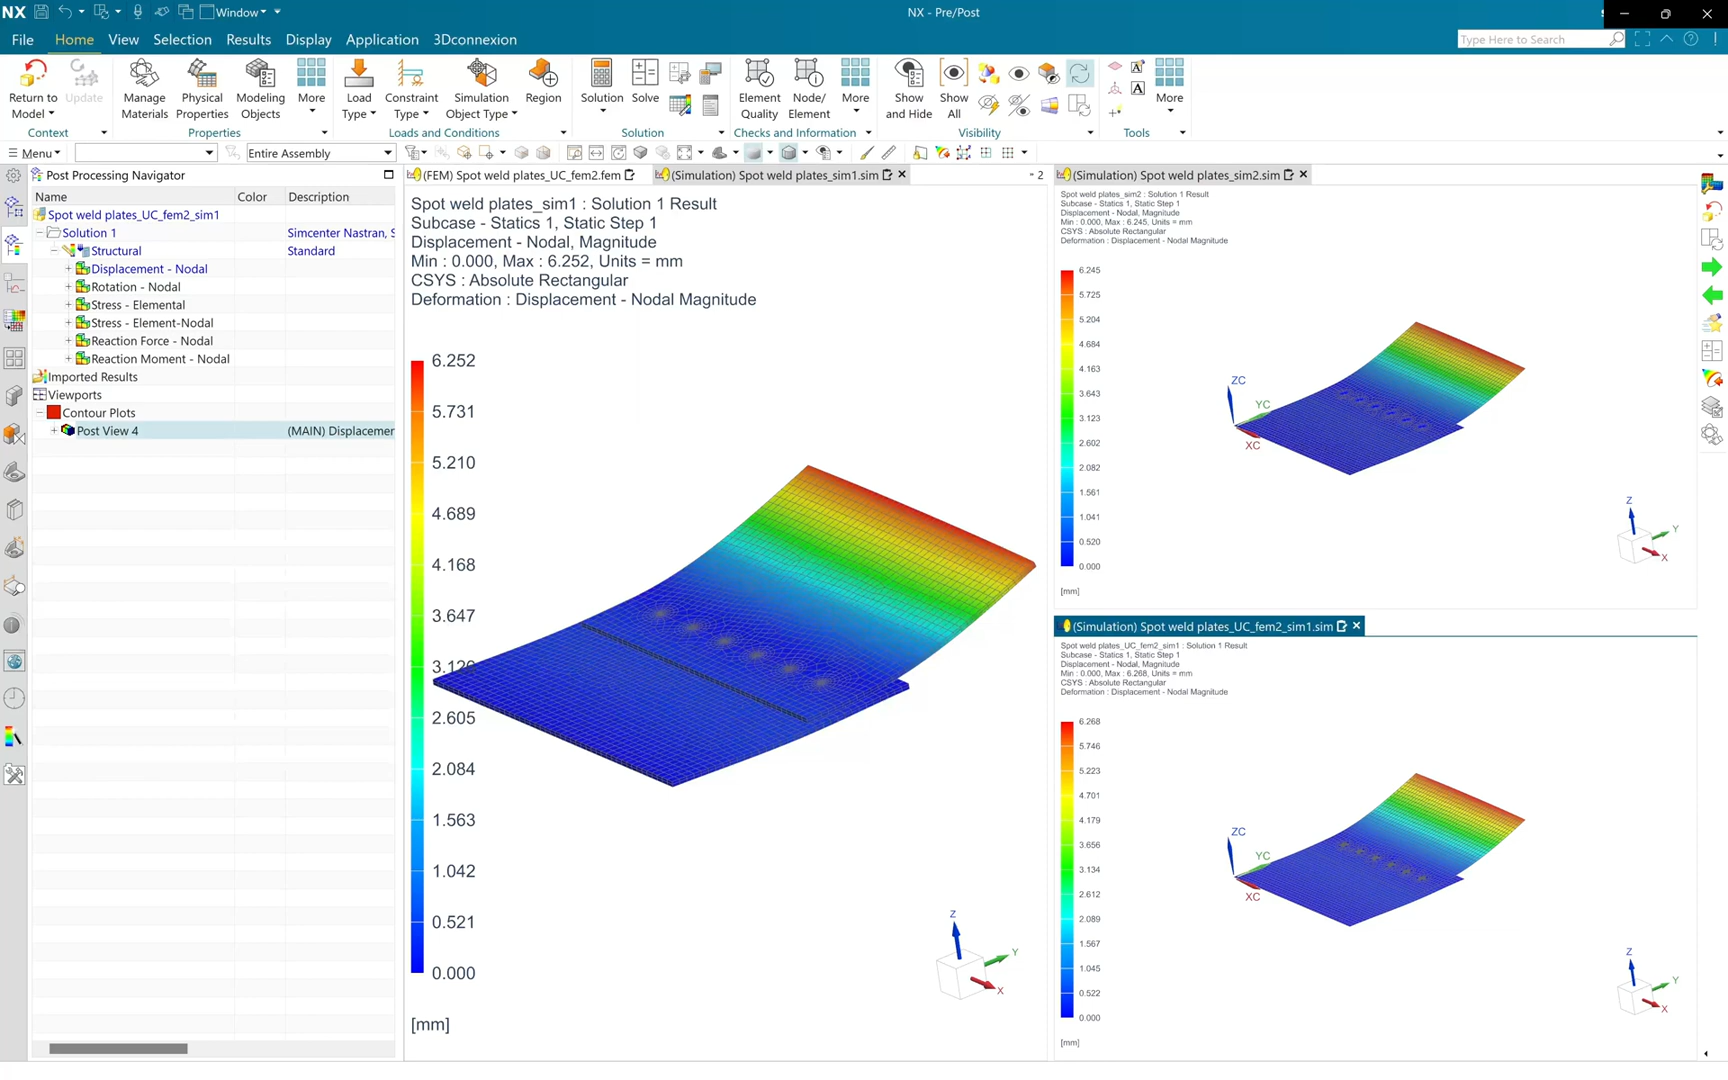 NX
Window
NX - Pre/Post
File Home View Selection Results Display Application 3Dconnexion
Type Here to Search
Return to Model
Update
Manage Materials
Physical Properties
Modeling Objects
More
Load Type
Constraint Type
Simulation Object Type
Region
Solution
Solve
Element Quality
Node/ Element
More
Show and Hide
Show All
More
Context
Properties
Loads and Conditions
Solution
Checks and Information
Visibility
Tools
Menu
Entire Assembly
Post Processing Navigator
Name Color Description
Spot weld plates_UC_fem2_sim1
Solution 1 Simcenter Nastran, S
Structural Standard
Displacement - Nodal
Rotation - Nodal
Stress - Elemental
Stress - Element-Nodal
Reaction Force - Nodal
Reaction Moment - Nodal
Imported Results
Viewports
Contour Plots
Post View 4 (MAIN) Displacemer
(FEM) Spot weld plates_UC_fem2.fem
(Simulation) Spot weld plates_sim1.sim
2
Spot weld plates_sim1 : Solution 1 Result
Subcase - Statics 1, Static Step 1
Displacement - Nodal, Magnitude
Min : 0.000, Max : 6.252, Units = mm
CSYS : Absolute Rectangular
Deformation : Displacement - Nodal Magnitude
6.252
5.731
5.210
4.689
4.168
3.647
3.126
2.605
2.084
1.563
1.042
0.521
0.000
[mm]
Z
Y
X
(Simulation) Spot weld plates_sim2.sim
Spot weld plates_sim2 : Solution 1 Result
Subcase - Statics 1, Static Step 1
Displacement - Nodal, Magnitude
Min : 0.000, Max : 6.245, Units = mm
CSYS : Absolute Rectangular
Deformation : Displacement - Nodal Magnitude
6.245
5.725
5.204
4.684
4.163
3.643
3.123
2.602
2.082
1.561
1.041
0.520
0.000
[mm]
ZC
YC
XC
Z
Y
X
(Simulation) Spot weld plates_UC_fem2_sim1.sim
Spot weld plates_UC_fem2_sim1 : Solution 1 Result
Subcase - Statics 1, Static Step 1
Displacement - Nodal, Magnitude
Min : 0.000, Max : 6.268, Units = mm
CSYS : Absolute Rectangular
Deformation : Displacement - Nodal Magnitude
6.268
5.746
5.223
4.701
4.179
3.656
3.134
2.612
2.089
1.567
1.045
0.522
0.000
[mm]
ZC
YC
XC
Z
Y
X